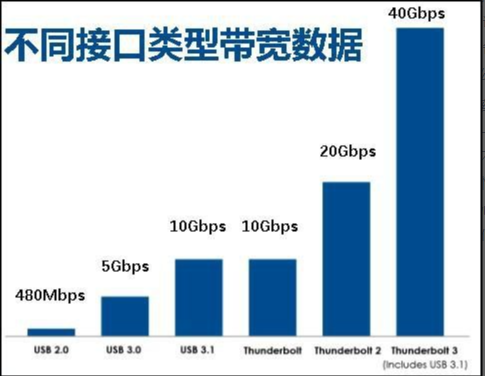 40Gbps
不同接口类型带宽数据
20Gbps
10Gbps 10Gbps
5Gbps
480Mbps
USB 2.0 USB 3.0 USB 3.1 Thunderbolt Thunderbolt 2 Thunderbolt 3
(includes USB 3.1)